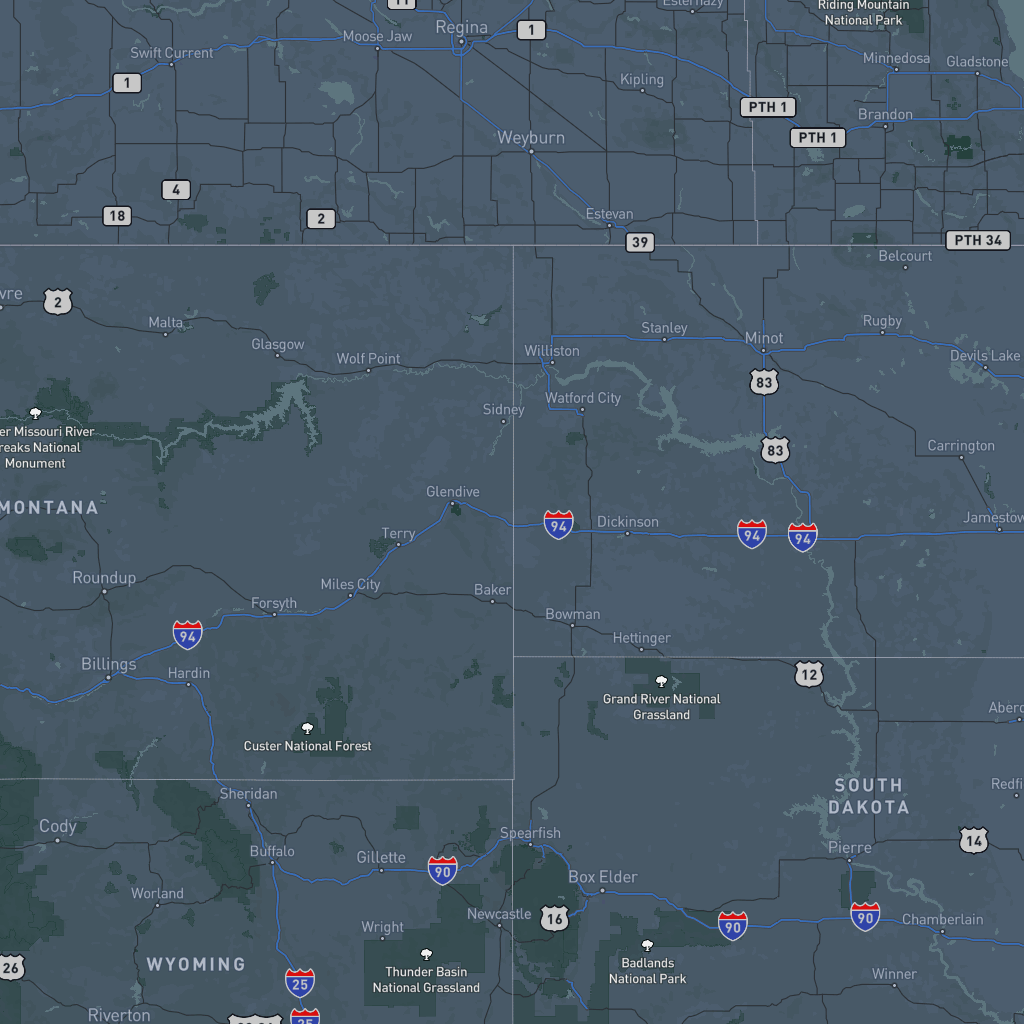 11
Regina
1
Esterhazy
Riding Mountain
National Park
Swift Current
Moose Jaw
Minnedosa
Gladstone
1
Kipling
PTH 1
Brandon
PTH 1
Weyburn
4
18
2
Estevan
39
PTH 34
Belcourt
vre
2
Malta
Glasgow
Wolf Point
Williston
Stanley
Minot
Rugby
Devils Lake
83
Watford City
Sidney
er Missouri River
reaks National
Monument
83
Carrington
MONTANA
Glendive
94
Dickinson
94
94
Jamestow
Terry
Roundup
Miles City
Baker
Forsyth
Bowman
94
Hettinger
Billings
Hardin
12
Grand River National
Grassland
Aberd
Custer National Forest
Sheridan
SOUTH
DAKOTA
Redfi
Cody
Spearfish
14
Buffalo
Gillette
90
Pierre
Box Elder
Worland
Newcastle
16
90
90
Chamberlain
Wright
WYOMING
26
Thunder Basin
National Grassland
Badlands
National Park
Winner
25
Riverton
25